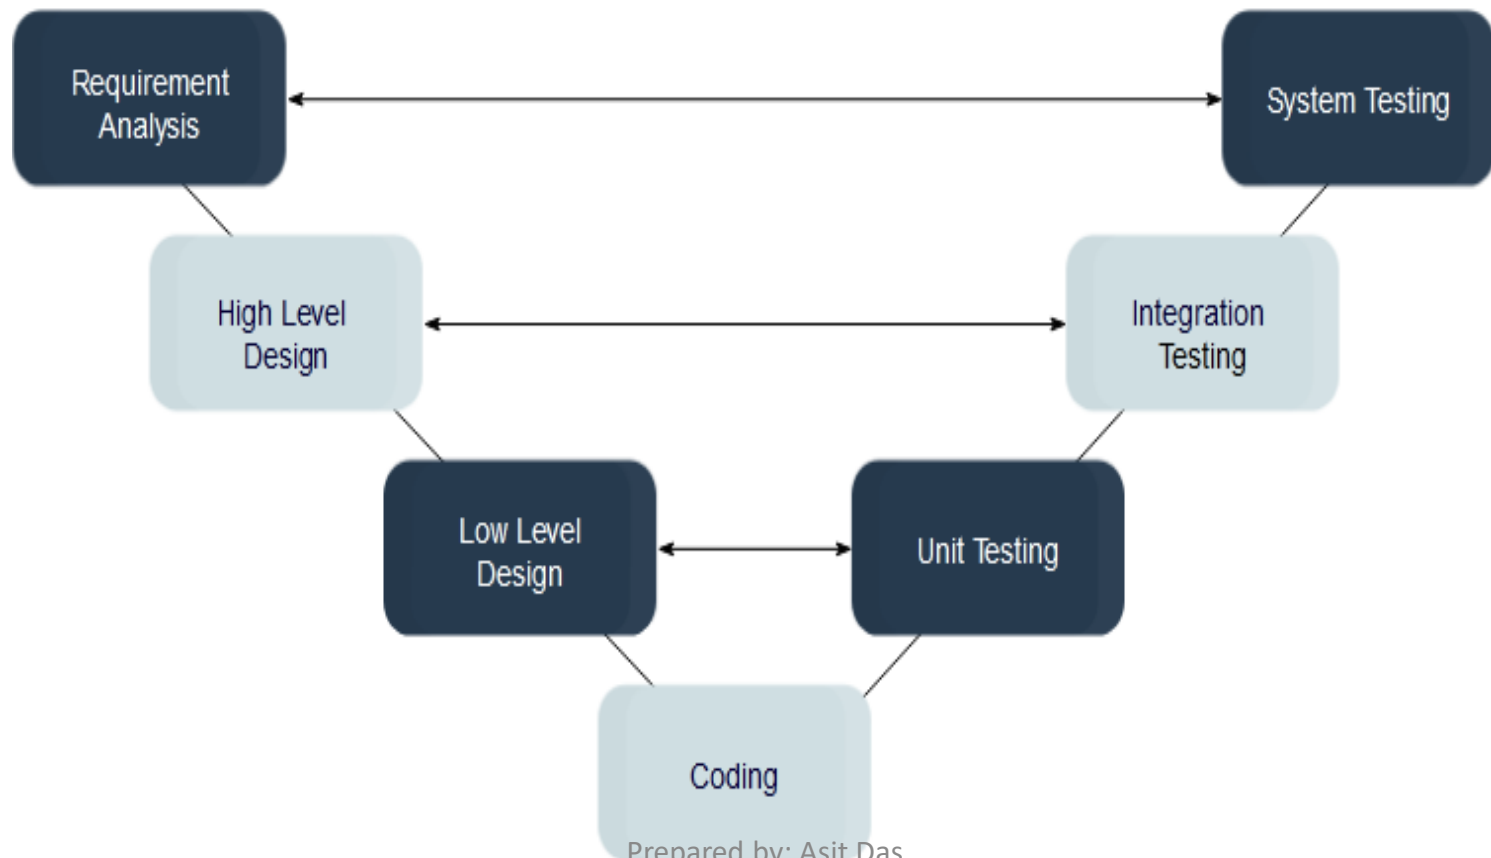 Requirement
Analysis
System Testing
High Level
Design
Integration
Testing
Low Level
Design
Unit Testing
Coding
Prepared by: Asit Das